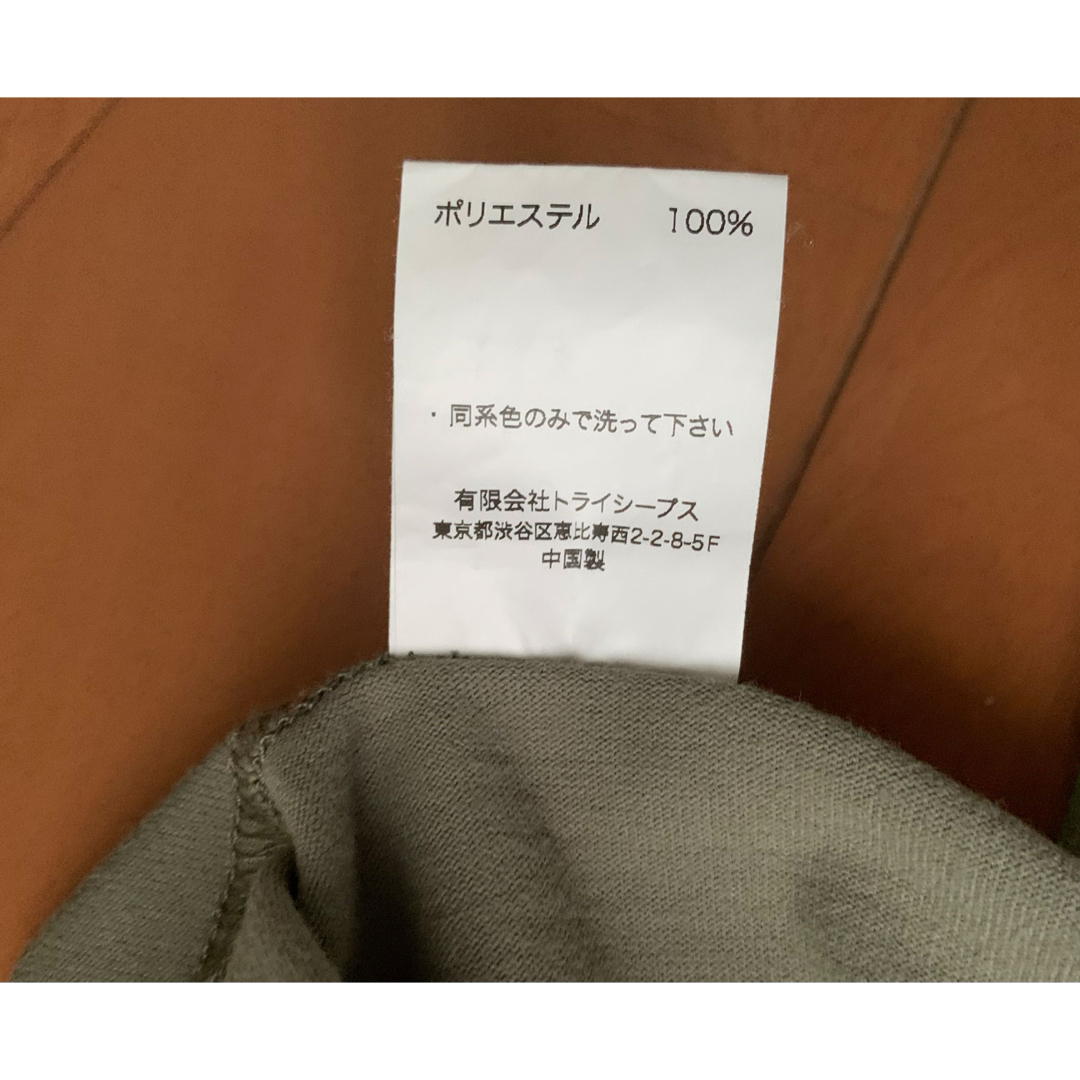 ポリエステル 100%
・同系色のみで洗って下さい
有限会社トライシープス
東京都渋谷区恵比寿西2-2-8-5F
中国製